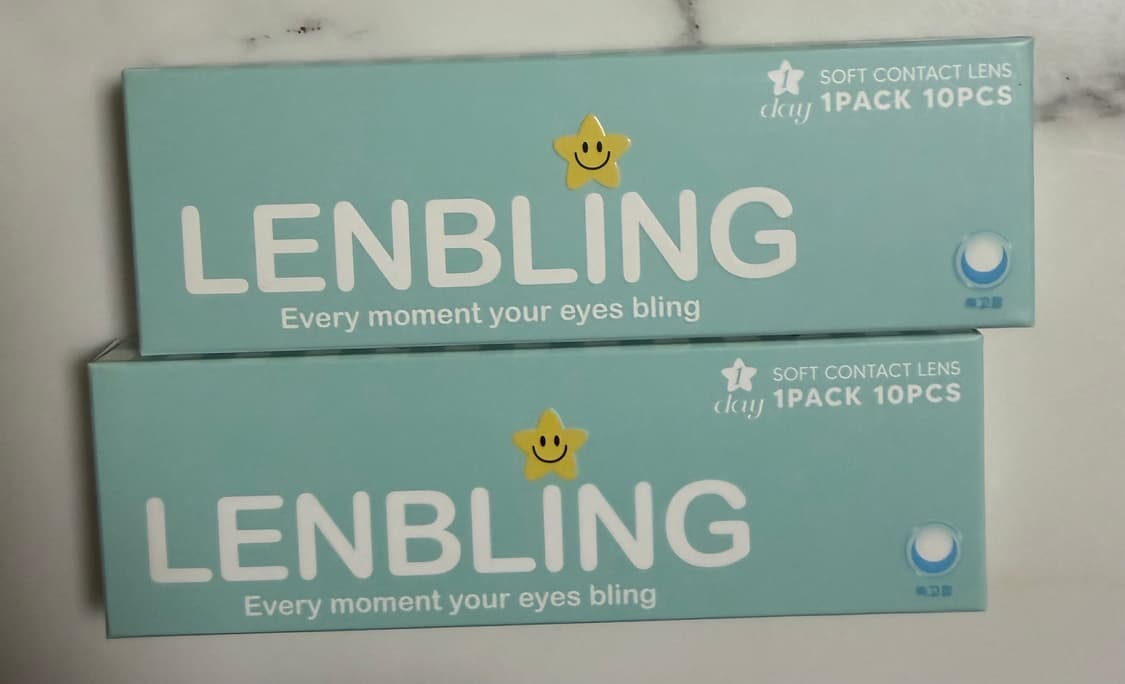 1
day
SOFT CONTACT LENS
1PACK 10PCS
LENBLING
Every moment your eyes bling
1
day
SOFT CONTACT LENS
1PACK 10PCS
LENBLING
Every moment your eyes bling